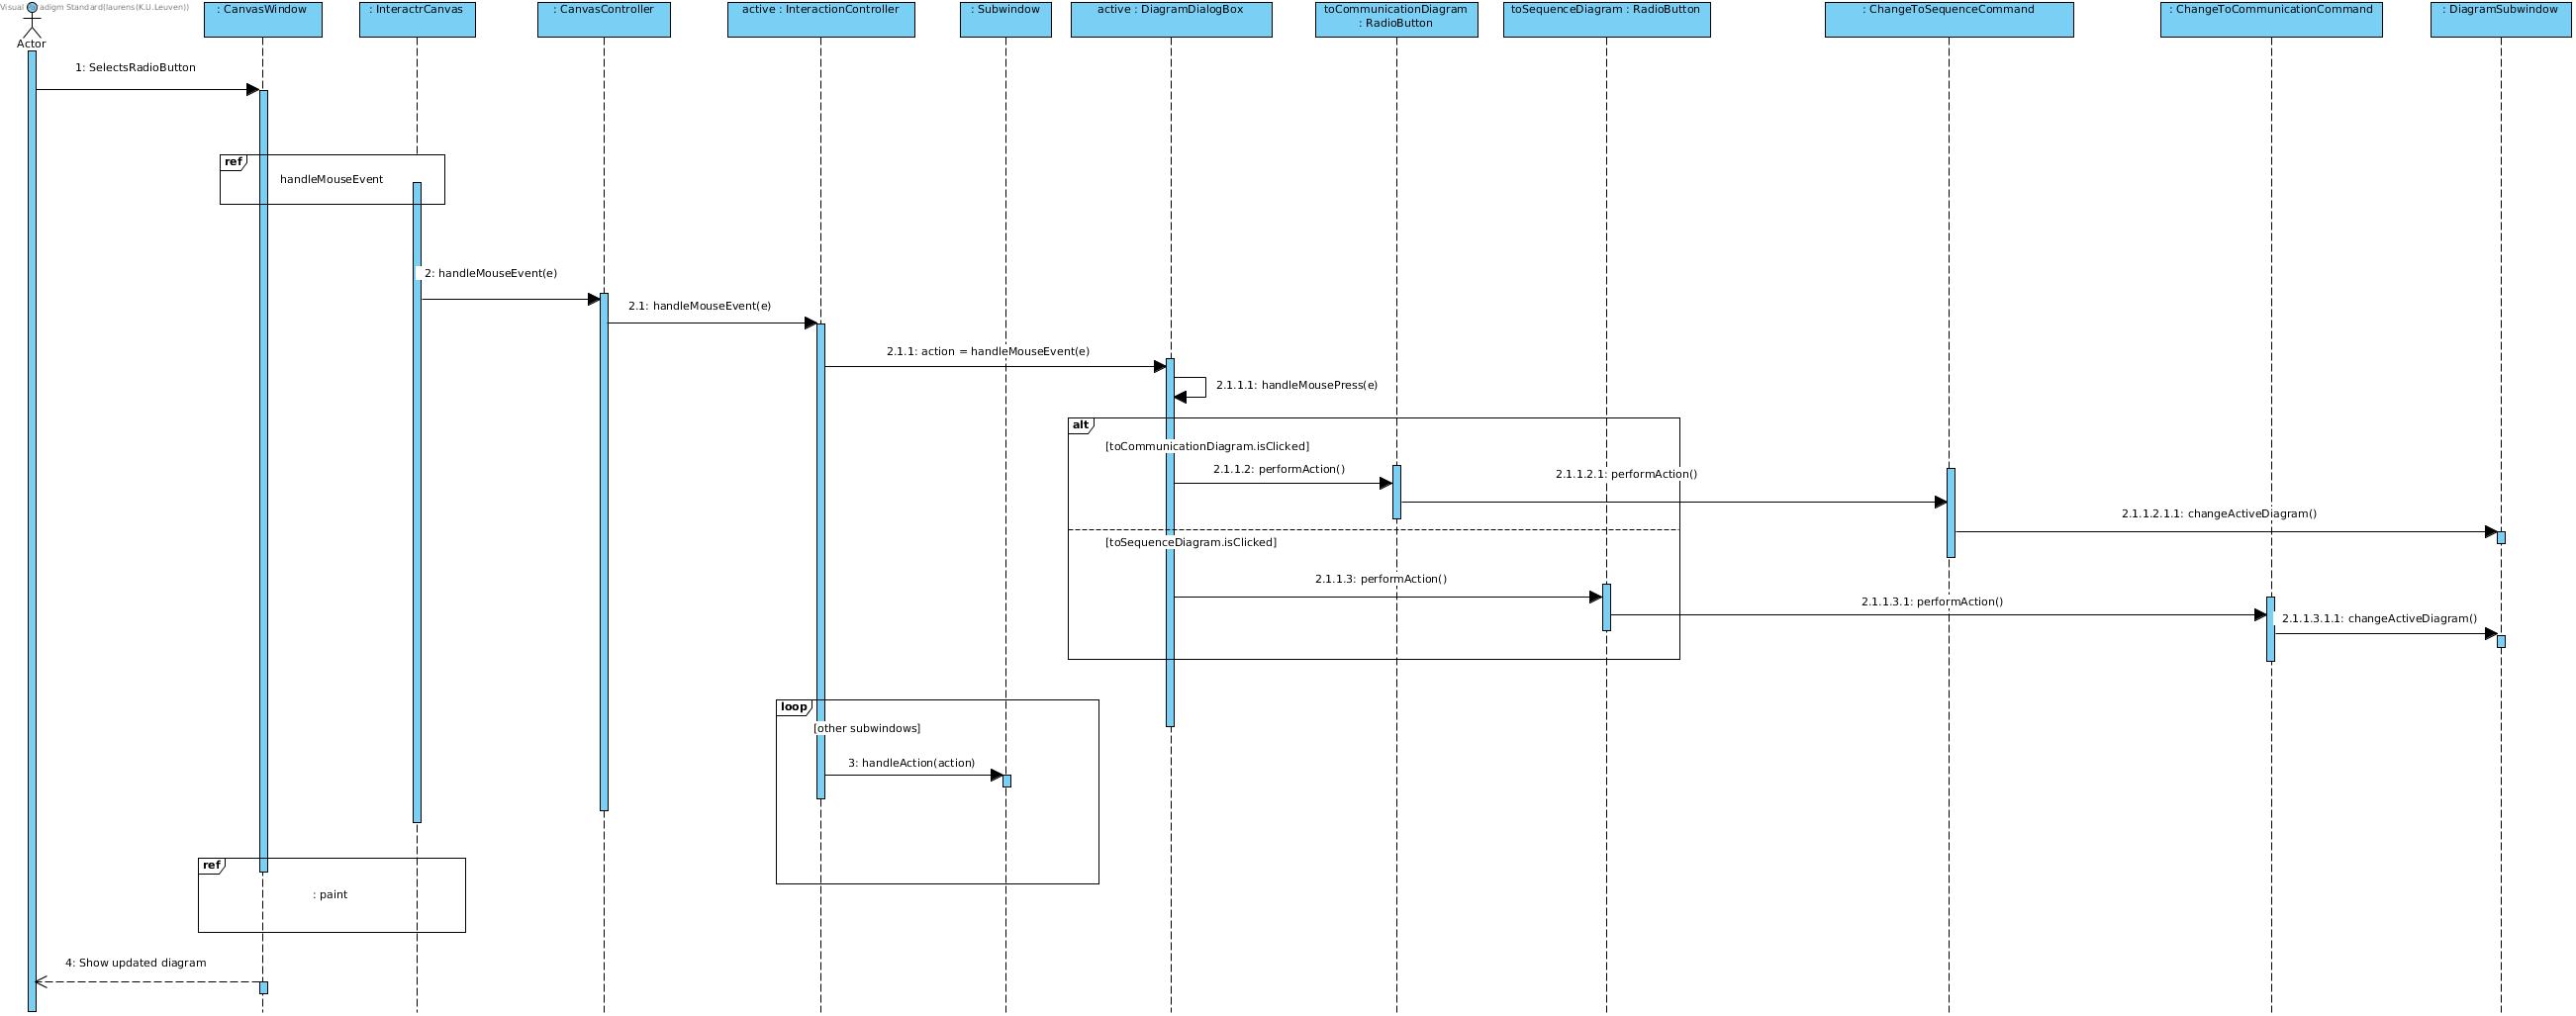 Visual Paradigm Standard(laurens(K.U.Leuven))
Actor
: CanvasWindow
: InteractrCanvas
: CanvasController
active : InteractionController
: Subwindow
active : DiagramDialogBox
toCommunicationDiagram
: RadioButton
toSequenceDiagram : RadioButton
: ChangeToSequenceCommand
: ChangeToCommunicationCommand
: DiagramSubwindow
1: SelectsRadioButton
ref
handleMouseEvent
2: handleMouseEvent(e)
2.1: handleMouseEvent(e)
2.1.1: action = handleMouseEvent(e)
2.1.1.1: handleMousePress(e)
alt
[toCommunicationDiagram.isClicked]
2.1.1.2: performAction()
2.1.1.2.1: performAction()
2.1.1.2.1.1: changeActiveDiagram()
[toSequenceDiagram.isClicked]
2.1.1.3: performAction()
2.1.1.3.1: performAction()
2.1.1.3.1.1: changeActiveDiagram()
loop
[other subwindows]
3: handleAction(action)
ref
: paint
4: Show updated diagram